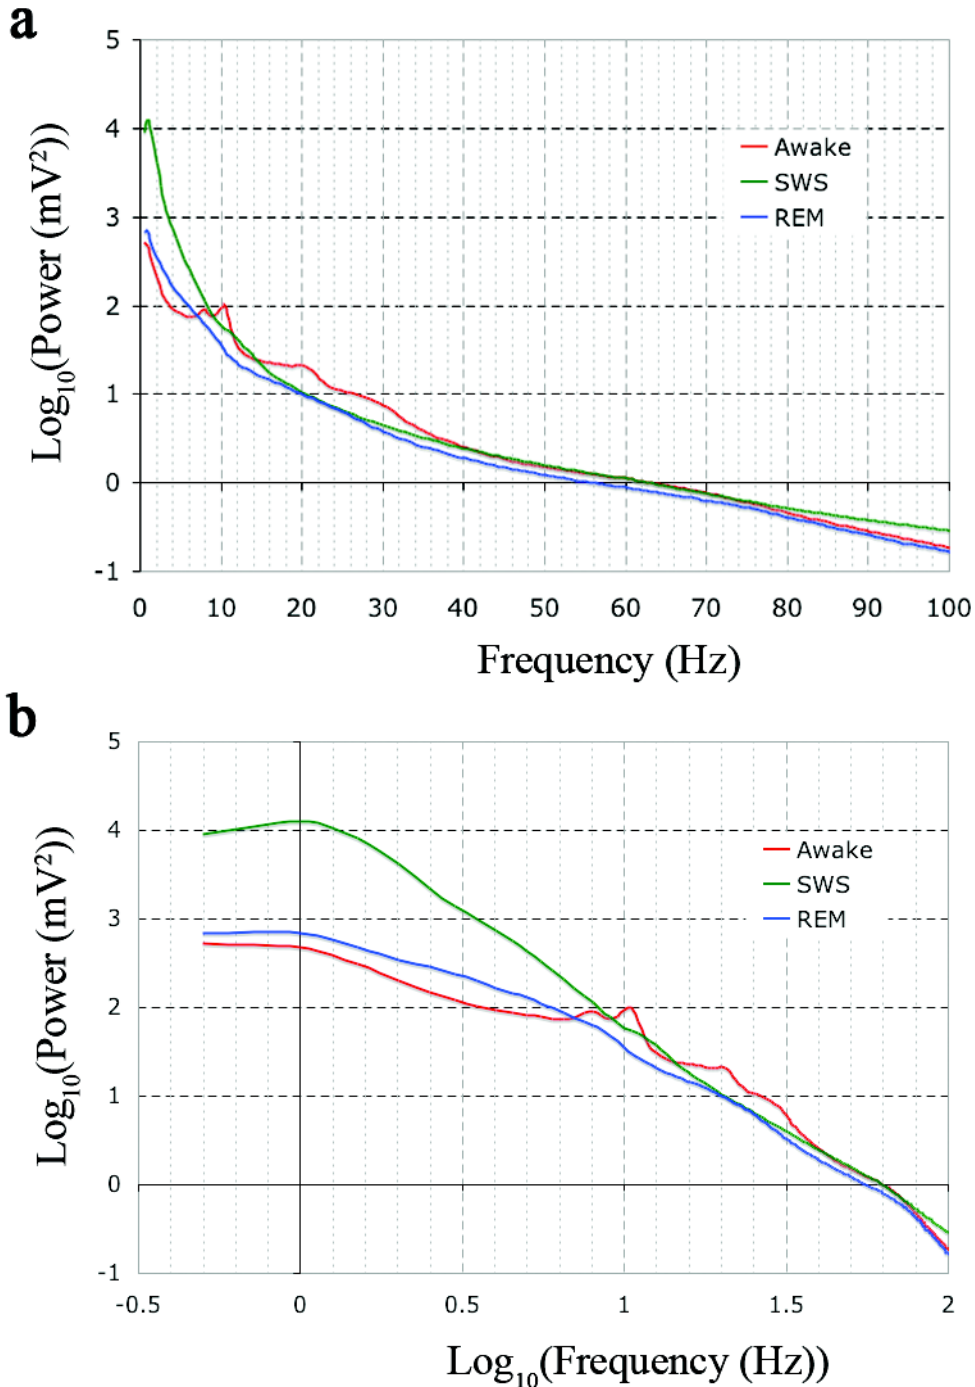 a
5
4
3
2
1
0
-1
Log10(Power (mV²))
Awake
SWS
REM
0 10 20 30 40 50 60 70 80 90 100
Frequency (Hz)
b
5
4
3
2
1
0
-1
Log10(Power (mV²))
Awake
SWS
REM
-0.5 0 0.5 1 1.5 2
Log10(Frequency (Hz))